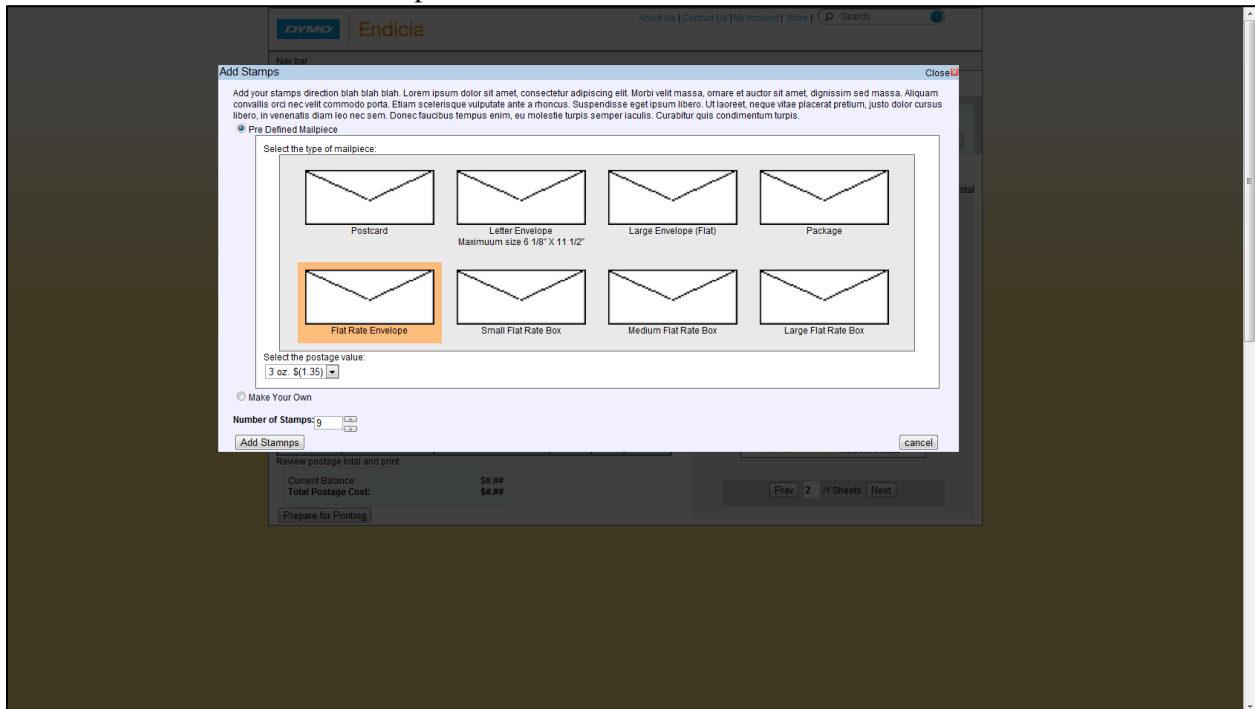 About Us | Contact Us | My Account | Store | Search
DYMO Endicia
Nav bar
Add Stamps Close
Add your stamps direction blah blah blah. Lorem ipsum dolor sit amet, consectetur adipiscing elit. Morbi velit massa, ornare et auctor sit amet, dignissim sed massa. Aliquam
convallis orci nec velit commodo porta. Etiam scelerisque vulputate ante a rhoncus. Suspendisse eget ipsum libero. Ut laoreet, neque vitae placerat pretium, justo dolor cursus
libero, in venenatis diam leo nec sem. Donec faucibus tempus enim, eu molestie turpis semper iaculis. Curabitur quis condimentum turpis.
Pre Defined Mailpiece
Select the type of mailpiece:
otal
Postcard Letter Envelope Large Envelope (Flat) Package
Maximuum size 6 1/8" X 11 1/2"
Flat Rate Envelope Small Flat Rate Box Medium Flat Rate Box Large Flat Rate Box
Select the postage value:
3 oz. $(1.35)
Make Your Own
Number of Stamps: 9
Add Stamnps cancel
Review postage total and print:
Current Balance: $#.##
Total Postage Cost: $#.##
Prev 2 /1 Sheets Next
Prepare for Printing